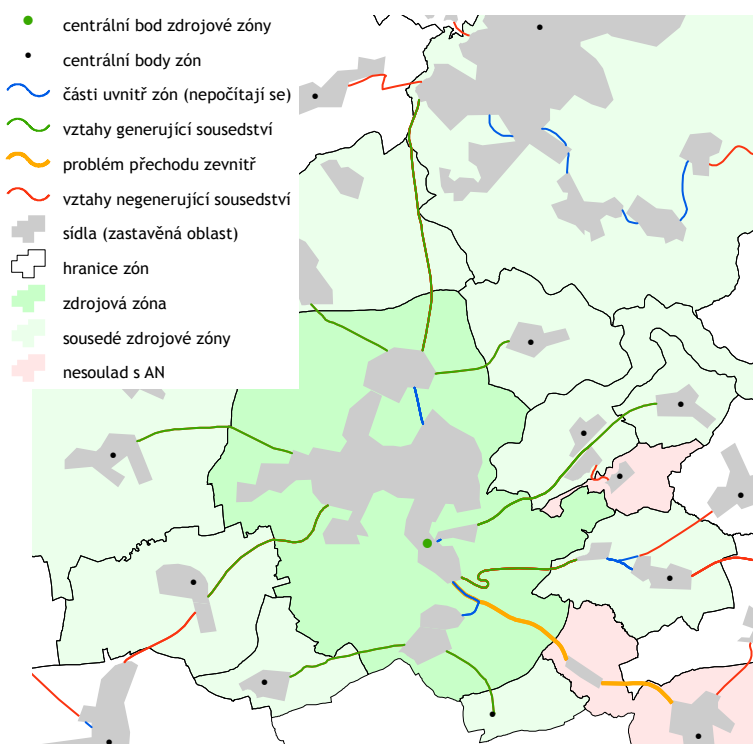 centrální bod zdrojové zóny
centrální body zón
části uvnitř zón (nepočítají se)
vztahy generující sousedství
problém přechodu zevnitř
vztahy negenerující sousedství
sídla (zastavěná oblast)
hranice zón
zdrojová zóna
sousedé zdrojové zóny
nesoulad s AN